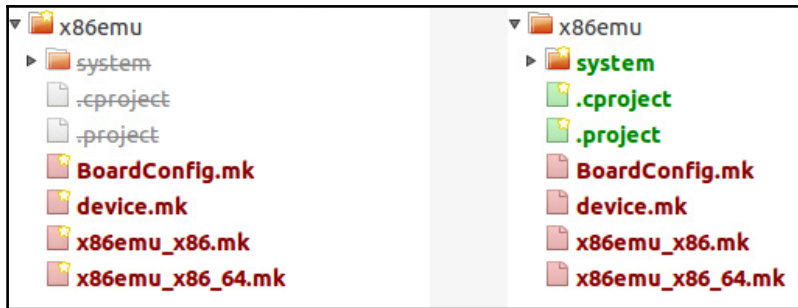 x86emu
system
.cproject
.project
BoardConfig.mk
device.mk
x86emu_x86.mk
x86emu_x86_64.mk
x86emu
system
.cproject
.project
BoardConfig.mk
device.mk
x86emu_x86.mk
x86emu_x86_64.mk